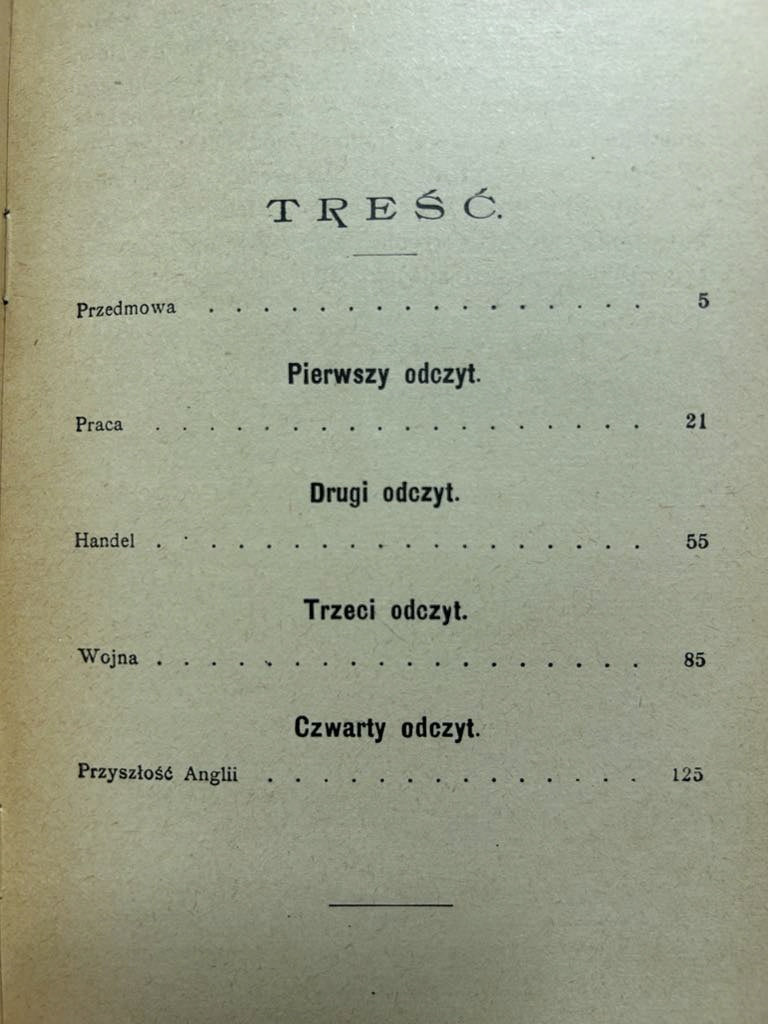 TREŚĆ.
Przedmowa . . . . . . . . . . . . . . . . 5
Pierwszy odczyt.
Praca . . . . . . . . . . . . . . . . . . 21
Drugi odczyt.
Handel . . . . . . . . . . . . . . . . . . 55
Trzeci odczyt.
Wojna . . . . . . . . . . . . . . . . . . 85
Czwarty odczyt.
Przyszłość Anglii . . . . . . . . . . . . . . 125